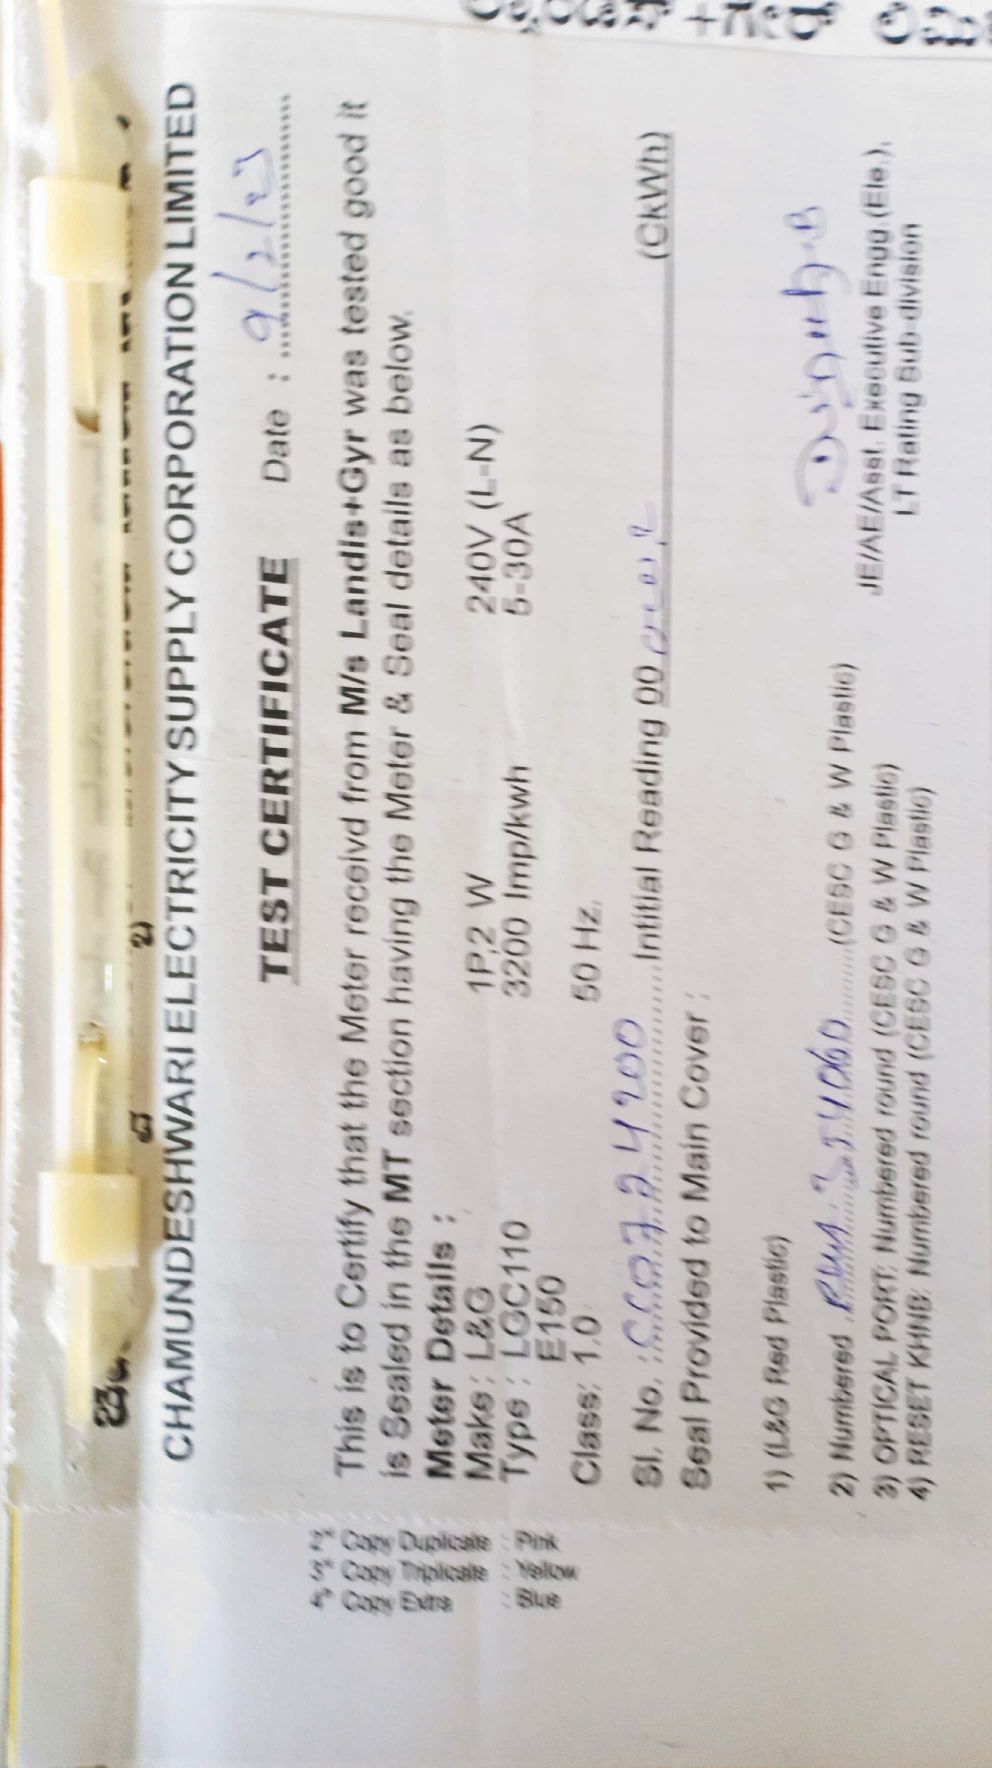 CHAMUNDESHWARI ELECTRICITY SUPPLY CORPORATION LIMITED
TEST CERTIFICATE Date : 9/2/23
This is to Certify that the Meter receivd from M/s Landis+Gyr was tested good it
is Sealed in the MT section having the Meter & Seal details as below.
Meter Details :
Make : L&G 1P,2 W 240V (L-N)
Type : LGC110 3200 Imp/kwh 5-30A
E150
Class: 1.0 50 Hz.
Sl. No. : Intitial Reading 00 (CkWh)
Seal Provided to Main Cover :
1) (L&G Red Plastic)
2) Numbered (CESC G & W Plastic)
3) OPTICAL PORT: Numbered round (CESC G & W Plastic)
4) RESET KHNB: Numbered round (CESC G & W Plastic)
JE/AE/Asst. Executive Engg.(Ele.),
LT Rating Sub-division
2nd Copy Duplicate : Pink
3rd Copy Triplicate : Yellow
4th Copy Extra : Blue
2)